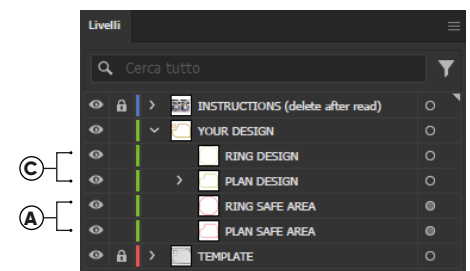 Livelli
Cerca tutto
INSTRUCTIONS (delete after read)
YOUR DESIGN
RING DESIGN
C
PLAN DESIGN
RING SAFE AREA
A
PLAN SAFE AREA
TEMPLATE